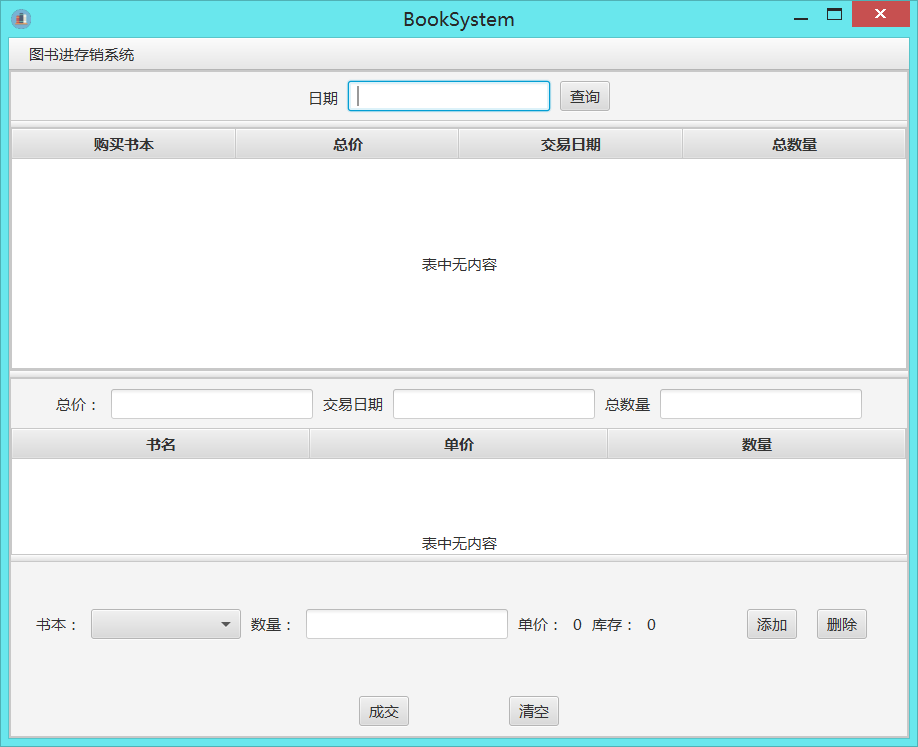 BookSystem
图书进存销系统
日期 查询
购买书本 总价 交易日期 总数量
表中无内容
总价： 交易日期 总数量
书名 单价 数量
表中无内容
书本： 数量： 单价： 0 库存： 0 添加 删除
成交 清空